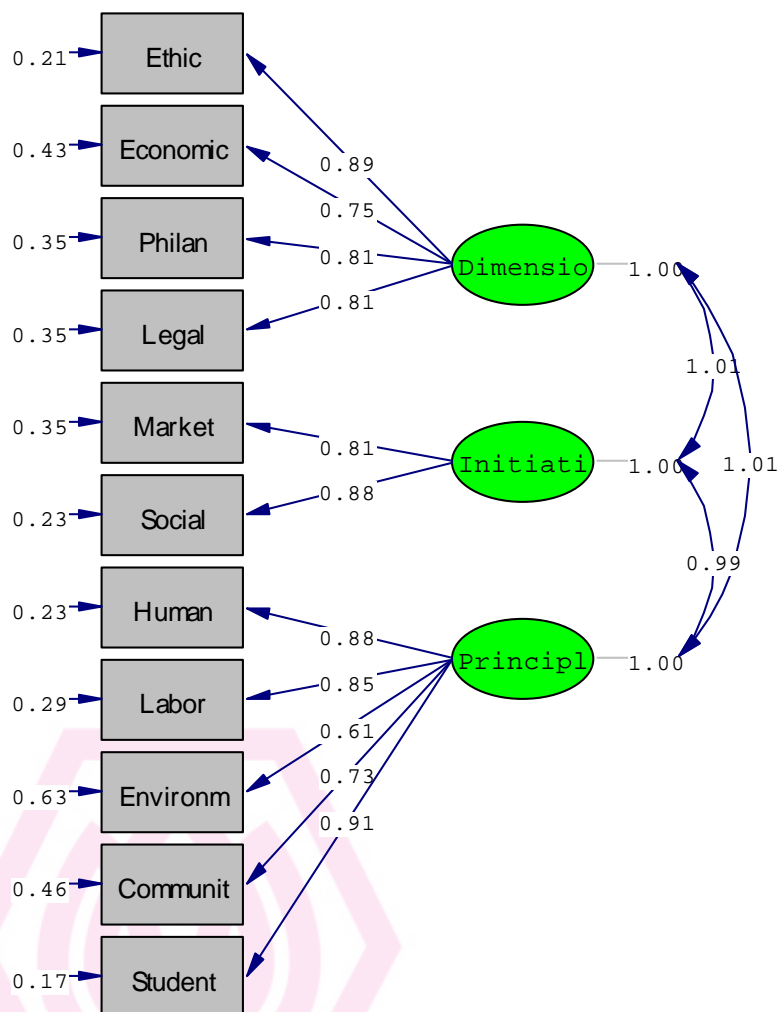 0.21 Ethic
0.43 Economic
0.35 Philan
0.35 Legal
0.35 Market
0.23 Social
0.23 Human
0.29 Labor
0.63 Environm
0.46 Communit
0.17 Student
0.89
0.75
0.81
0.81
0.81
0.88
0.88
0.85
0.61
0.73
0.91
Dimensio 1.00
Initiati 1.00
Principl 1.00
1.01
1.01
0.99